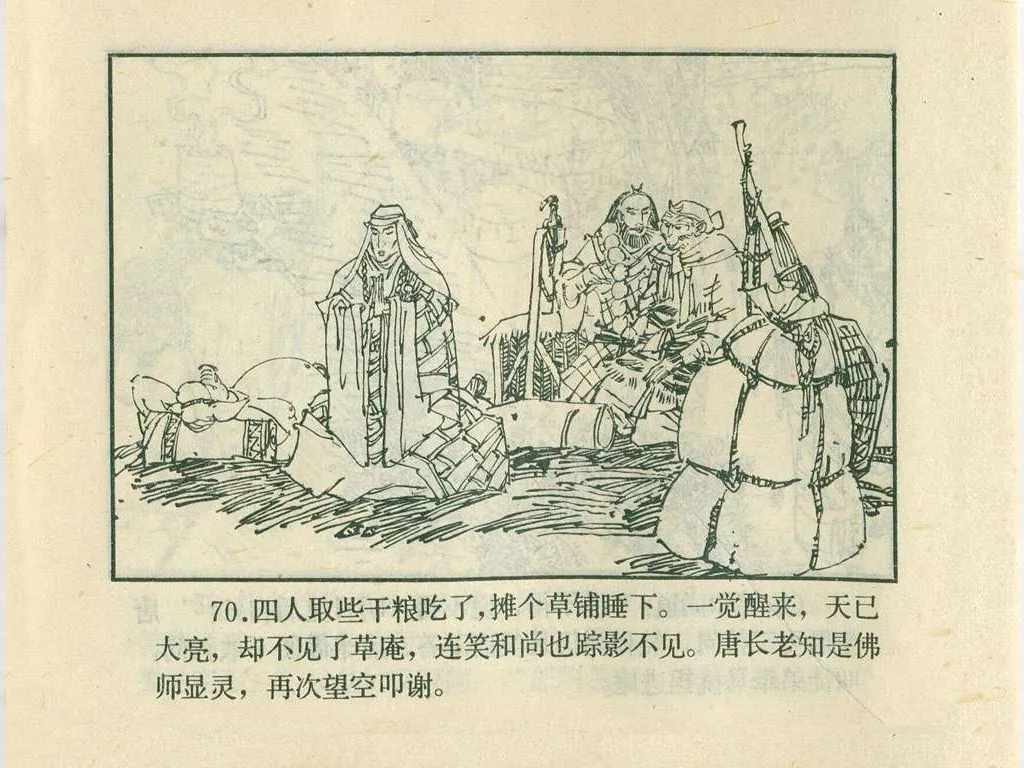 70.四人取些干粮吃了,摊个草铺睡下。一觉醒来，天已
大亮，却不见了草庵，连笑和尚也踪影不见。唐长老知是佛
师显灵，再次望空叩谢。